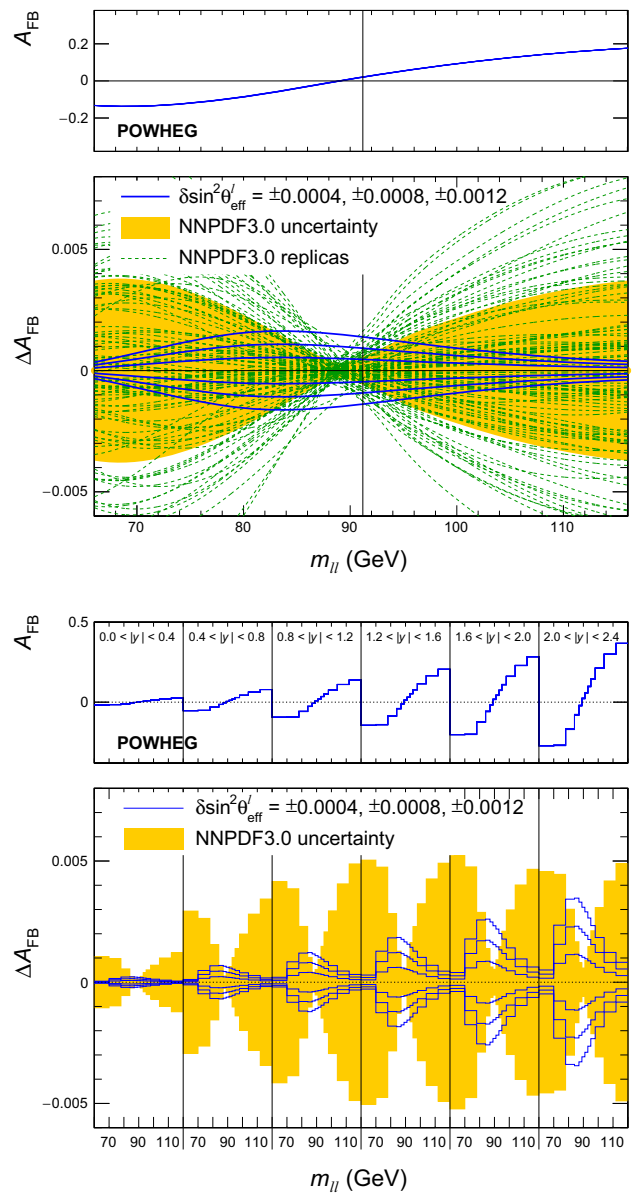 A_FB
0.2
0
−0.2
POWHEG
δsin²θ^l_eff = ±0.0004, ±0.0008, ±0.0012
NNPDF3.0 uncertainty
NNPDF3.0 replicas
0.005
ΔA_FB
0
−0.005
70 80 90 100 110
m_ll (GeV)
A_FB
0.5
0.0 < |y| < 0.4 0.4 < |y| < 0.8 0.8 < |y| < 1.2 1.2 < |y| < 1.6 1.6 < |y| < 2.0 2.0 < |y| < 2.4
0
POWHEG
δsin²θ^l_eff = ±0.0004, ±0.0008, ±0.0012
NNPDF3.0 uncertainty
0.005
ΔA_FB
0
−0.005
70 90 110 70 90 110 70 90 110 70 90 110 70 90 110 70 90 110
m_ll (GeV)